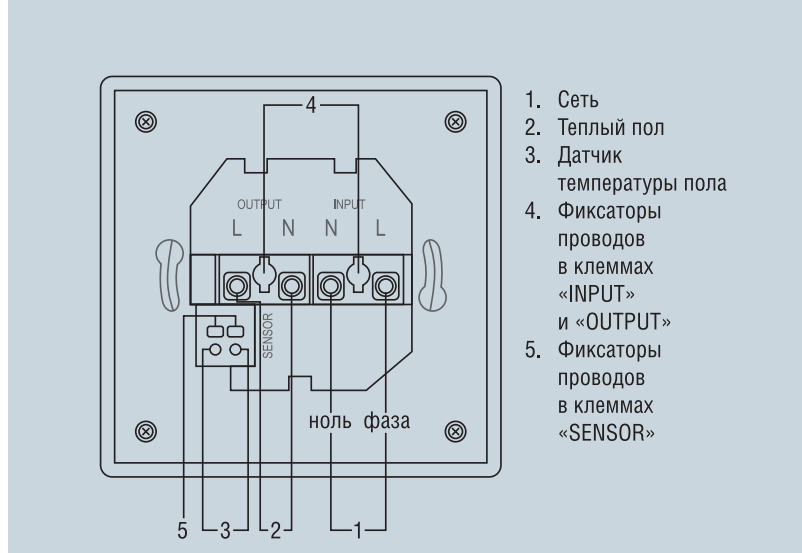 4
OUTPUT INPUT
L N N L
SENSOR
ноль фаза
5 3 2 1
1. Сеть
2. Теплый пол
3. Датчик
температуры пола
4. Фиксаторы
проводов
в клеммах
«INPUT»
и «OUTPUT»
5. Фиксаторы
проводов
в клеммах
«SENSOR»